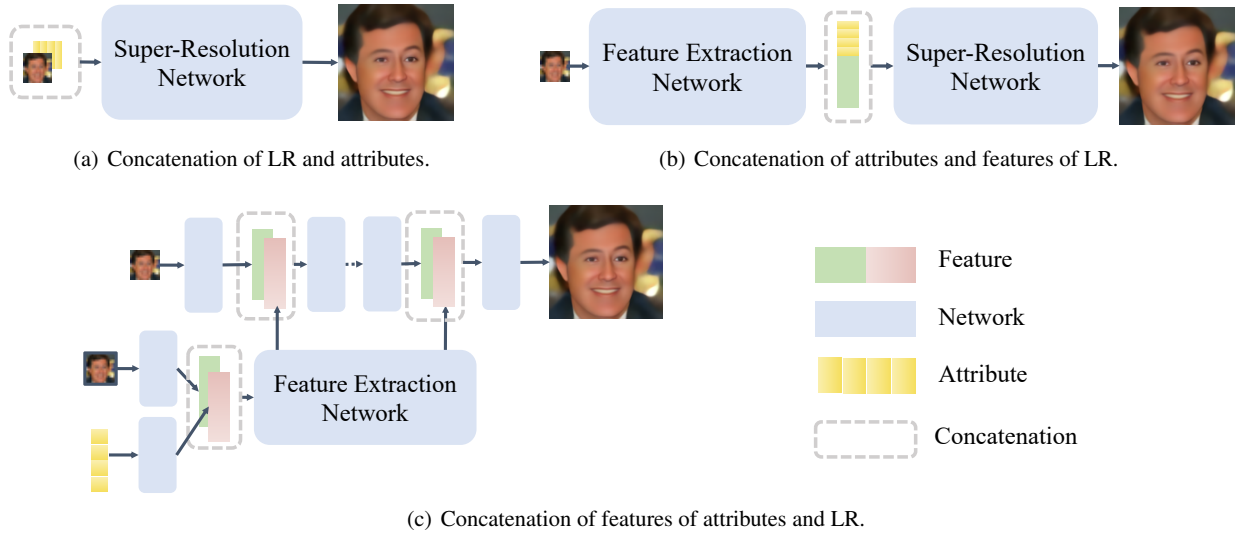 Super-Resolution
Network
Feature Extraction
Network
Super-Resolution
Network
(a) Concatenation of LR and attributes.
(b) Concatenation of attributes and features of LR.
Feature Extraction
Network
Feature
Network
Attribute
Concatenation
(c) Concatenation of features of attributes and LR.